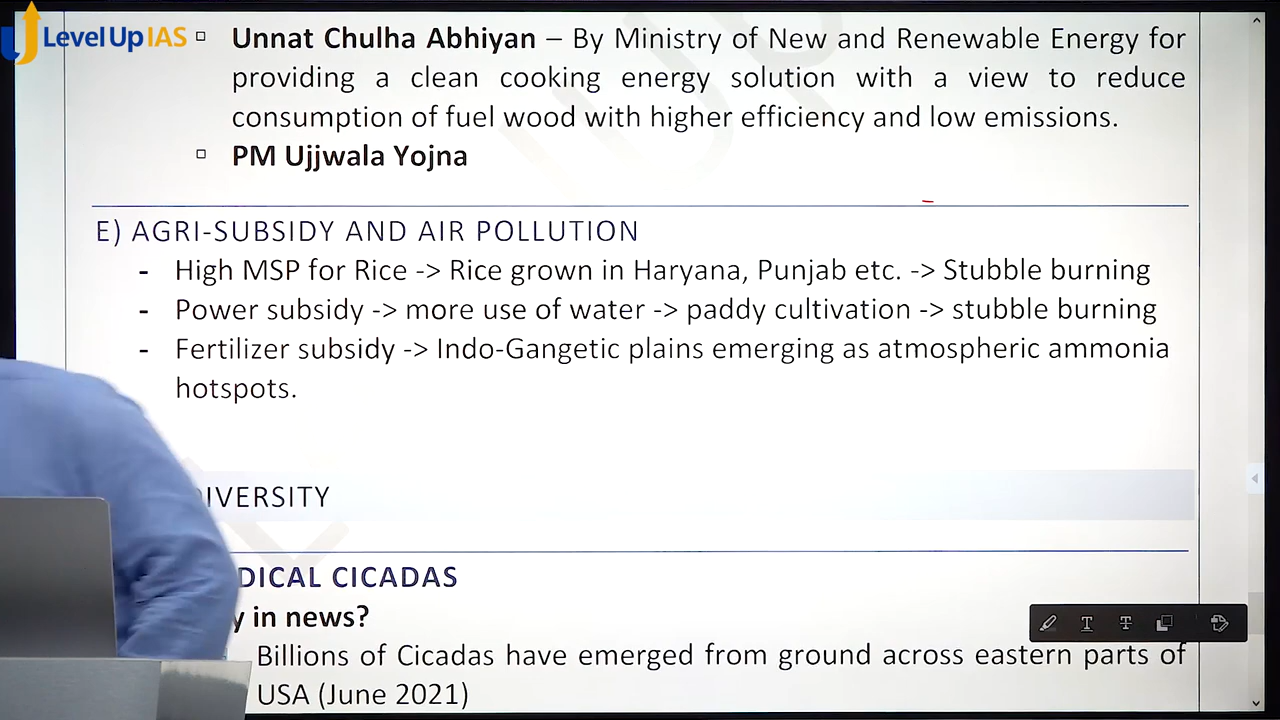 Level Up IAS
▫ Unnat Chulha Abhiyan – By Ministry of New and Renewable Energy for
providing a clean cooking energy solution with a view to reduce
consumption of fuel wood with higher efficiency and low emissions.
▫ PM Ujjwala Yojna
E) AGRI-SUBSIDY AND AIR POLLUTION
- High MSP for Rice -> Rice grown in Haryana, Punjab etc. -> Stubble burning
- Power subsidy -> more use of water -> paddy cultivation -> stubble burning
- Fertilizer subsidy -> Indo-Gangetic plains emerging as atmospheric ammonia
hotspots.
IVERSITY
DICAL CICADAS
y in news?
Billions of Cicadas have emerged from ground across eastern parts of
USA (June 2021)